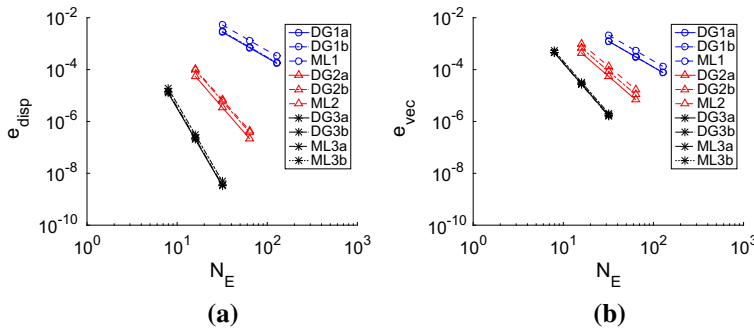 10^-2
10^-4
10^-6
10^-8
10^-10
e_disp
10^0
10^1
10^2
10^3
N_E
DG1a
DG1b
ML1
DG2a
DG2b
ML2
DG3a
DG3b
ML3a
ML3b
(a)
10^-2
10^-4
10^-6
10^-8
10^-10
e_vec
10^0
10^1
10^2
10^3
N_E
DG1a
DG1b
ML1
DG2a
DG2b
ML2
DG3a
DG3b
ML3a
ML3b
(b)